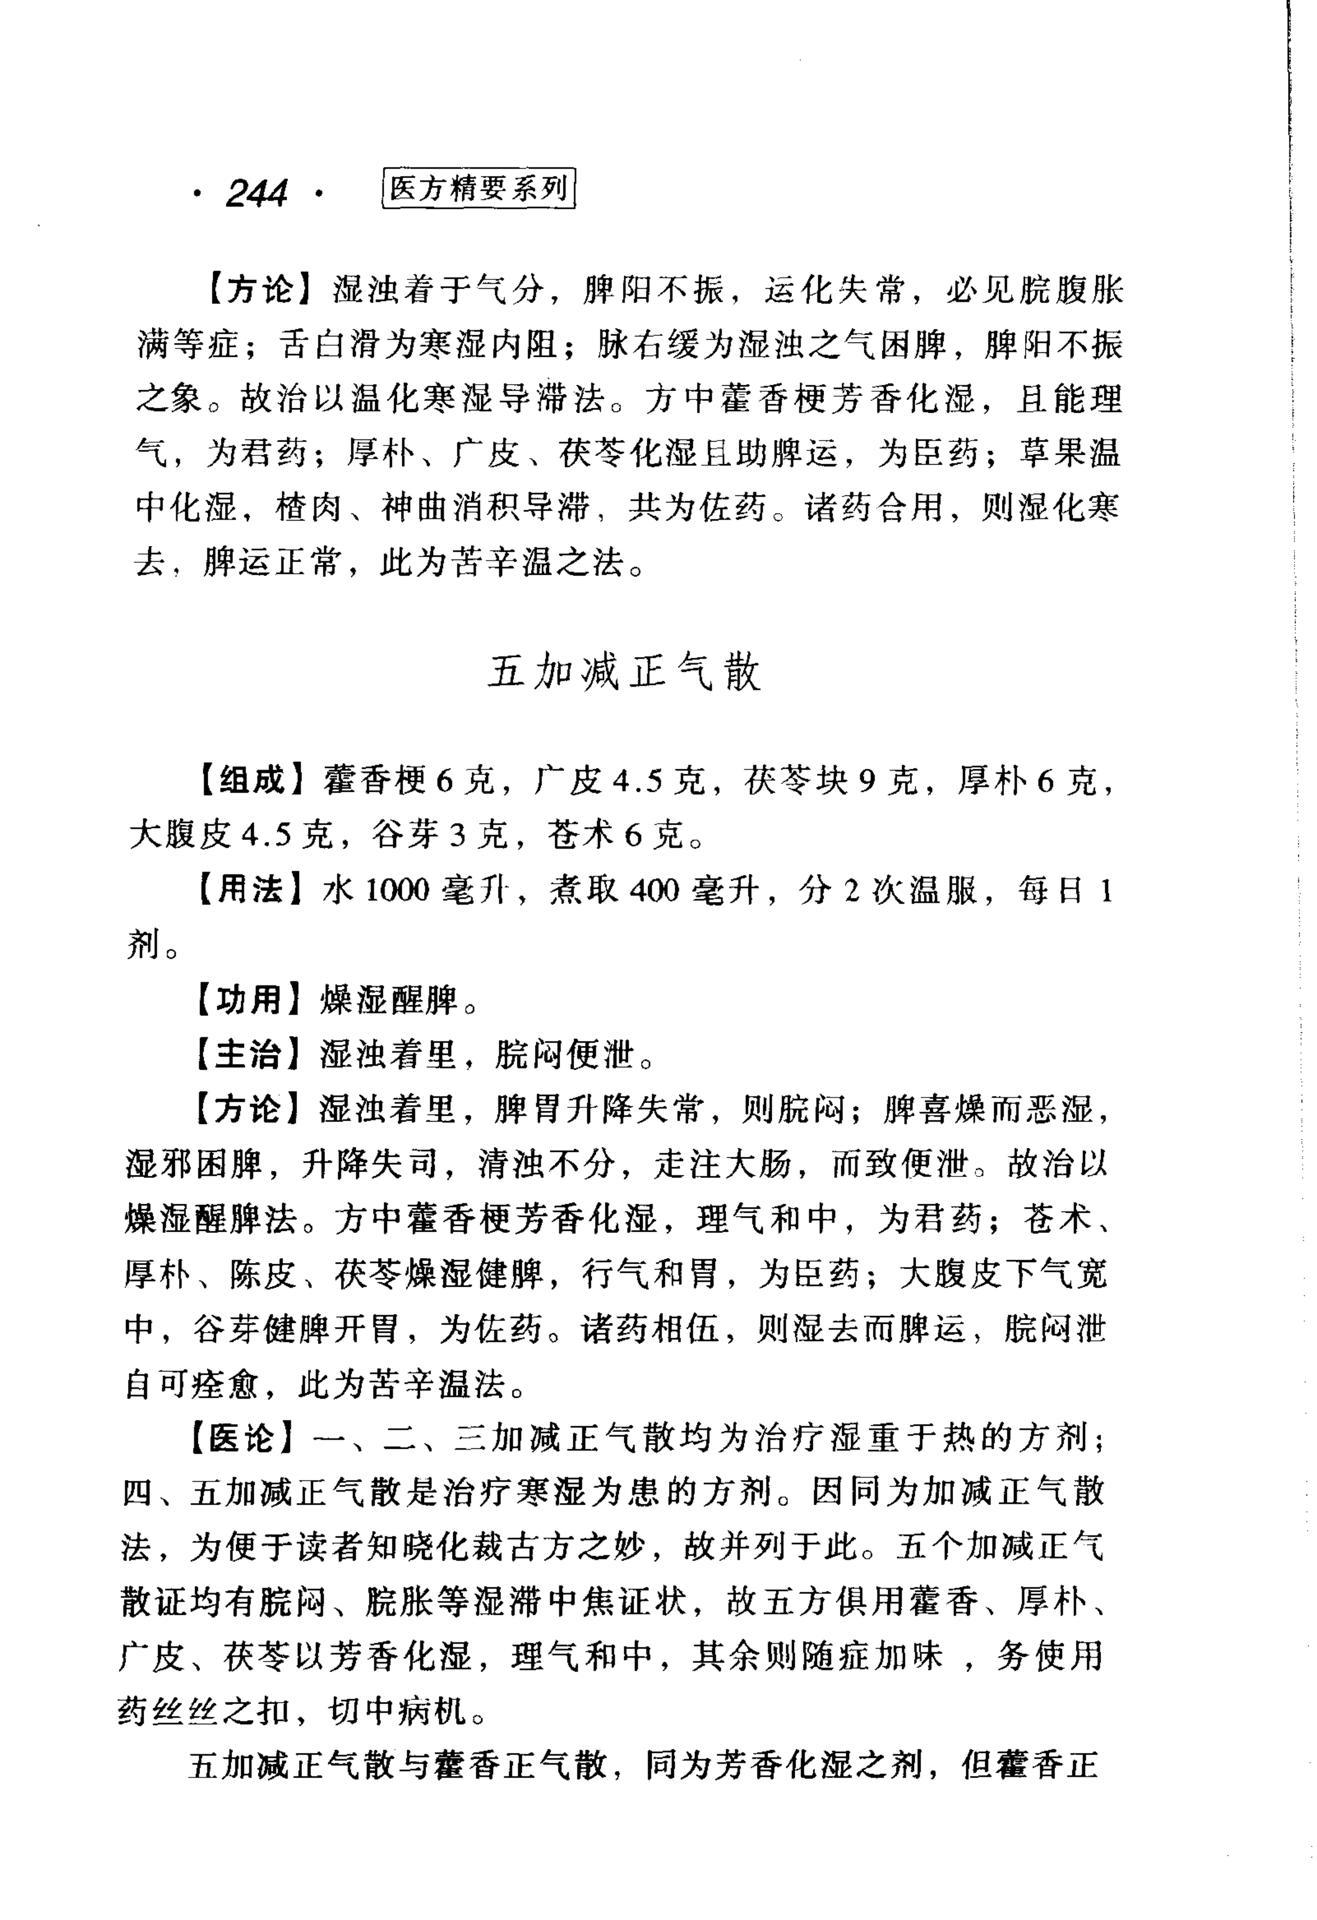 · 244 · 医方精要系列
【方论】湿浊着于气分，脾阳不振，运化失常，必见脘腹胀
满等症；舌白滑为寒湿内阻；脉右缓为湿浊之气困脾，脾阳不振
之象。故治以温化寒湿导滞法。方中藿香梗芳香化湿，且能理
气，为君药；厚朴、广皮、茯苓化湿且助脾运，为臣药；草果温
中化湿，楂肉、神曲消积导滞，共为佐药。诸药合用，则湿化寒
去，脾运正常，此为苦辛温之法。
五加减正气散
【组成】藿香梗 6 克，广皮 4.5 克，茯苓块 9 克，厚朴 6 克，
大腹皮 4.5 克，谷芽 3 克，苍术 6 克。
【用法】水 1000 毫升，煮取 400 毫升，分 2 次温服，每日 1
剂。
【功用】燥湿醒脾。
【主治】湿浊着里，脘闷便泄。
【方论】湿浊着里，脾胃升降失常，则脘闷；脾喜燥而恶湿，
湿邪困脾，升降失司，清浊不分，走注大肠，而致便泄。故治以
燥湿醒脾法。方中藿香梗芳香化湿，理气和中，为君药；苍术、
厚朴、陈皮、茯苓燥湿健脾，行气和胃，为臣药；大腹皮下气宽
中，谷芽健脾开胃，为佐药。诸药相伍，则湿去而脾运，脘闷泄
自可痊愈，此为苦辛温法。
【医论】一、二、三加减正气散均为治疗湿重于热的方剂；
四、五加减正气散是治疗寒湿为患的方剂。因同为加减正气散
法，为便于读者知晓化裁古方之妙，故并列于此。五个加减正气
散证均有脘闷、脘胀等湿滞中焦证状，故五方俱用藿香、厚朴、
广皮、茯苓以芳香化湿，理气和中，其余则随症加味 ，务使用
药丝丝之扣，切中病机。
五加减正气散与藿香正气散，同为芳香化湿之剂，但藿香正